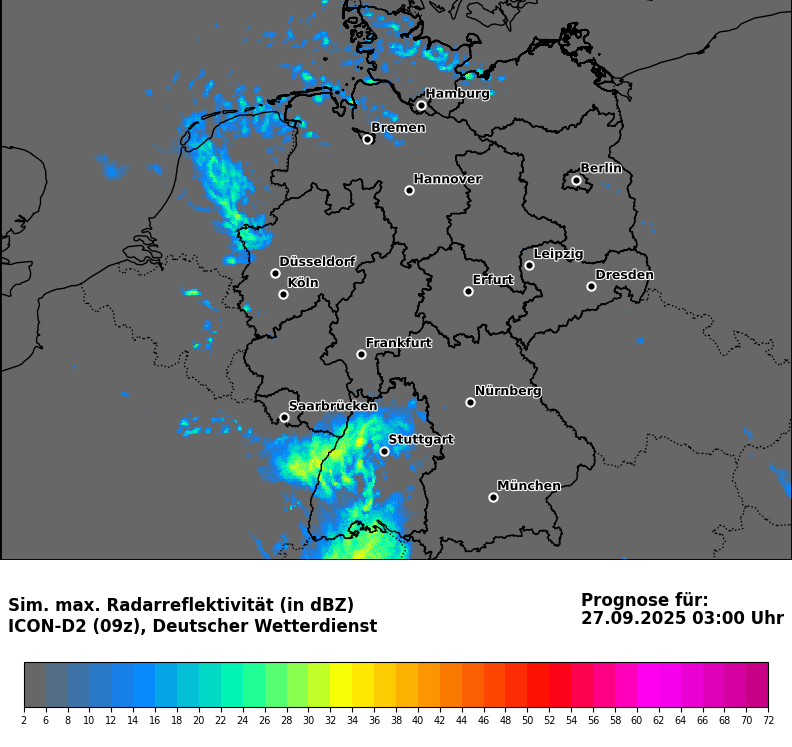 Hamburg
Bremen
Berlin
Hannover
Leipzig
Düsseldorf
Dresden
Köln
Erfurt
Frankfurt
Nürnberg
Saarbrücken
Stuttgart
München
Sim. max. Radarreflektivität (in dBZ)
ICON-D2 (09z), Deutscher Wetterdienst
Prognose für:
27.09.2025 03:00 Uhr
2 6 8 10 12 14 16 18 20 22 24 26 28 30 32 34 36 38 40 42 44 46 48 50 52 54 56 58 60 62 64 66 68 70 72